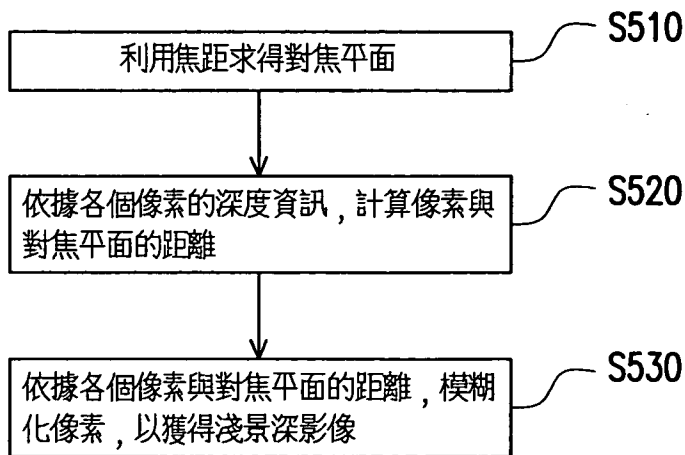 S510
利用焦距求得對焦平面
S520
依據各個像素的深度資訊，計算像素與
對焦平面的距離
S530
依據各個像素與對焦平面的距離，模糊
化像素，以獲得淺景深影像